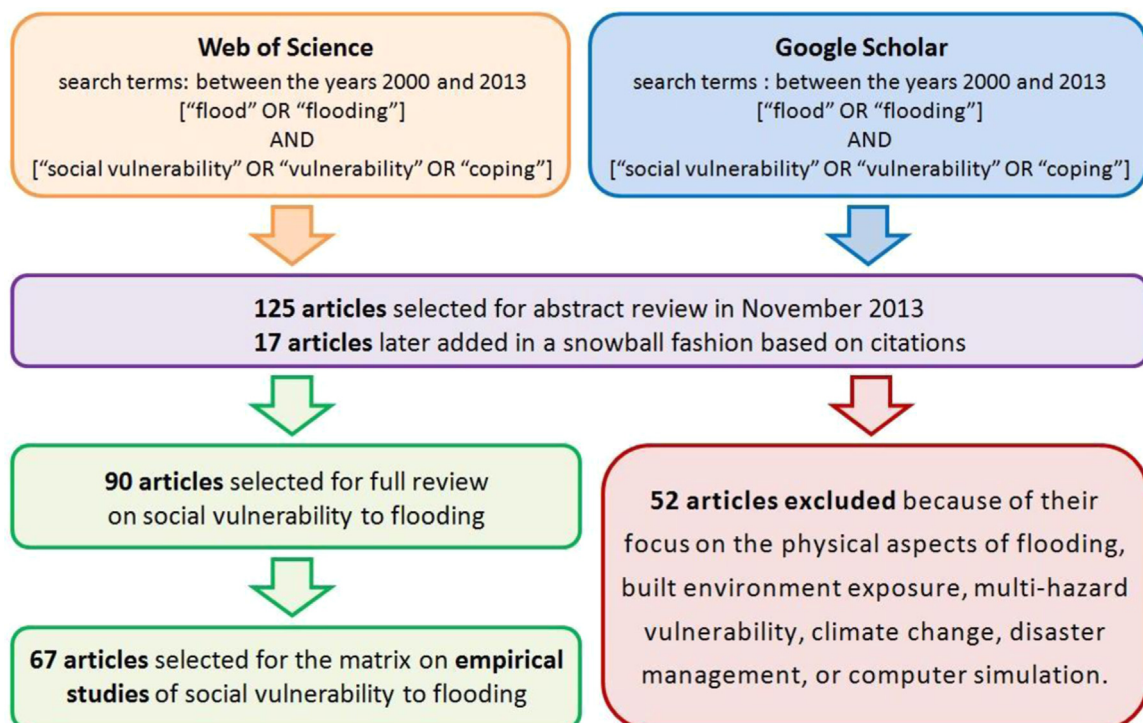 Web of Science
search terms: between the years 2000 and 2013
["flood" OR "flooding"]
AND
["social vulnerability" OR "vulnerability" OR "coping"]
Google Scholar
search terms : between the years 2000 and 2013
["flood" OR "flooding"]
AND
["social vulnerability" OR "vulnerability" OR "coping"]
125 articles selected for abstract review in November 2013
17 articles later added in a snowball fashion based on citations
90 articles selected for full review
on social vulnerability to flooding
52 articles excluded because of their
focus on the physical aspects of flooding,
built environment exposure, multi-hazard
vulnerability, climate change, disaster
management, or computer simulation.
67 articles selected for the matrix on empirical
studies of social vulnerability to flooding